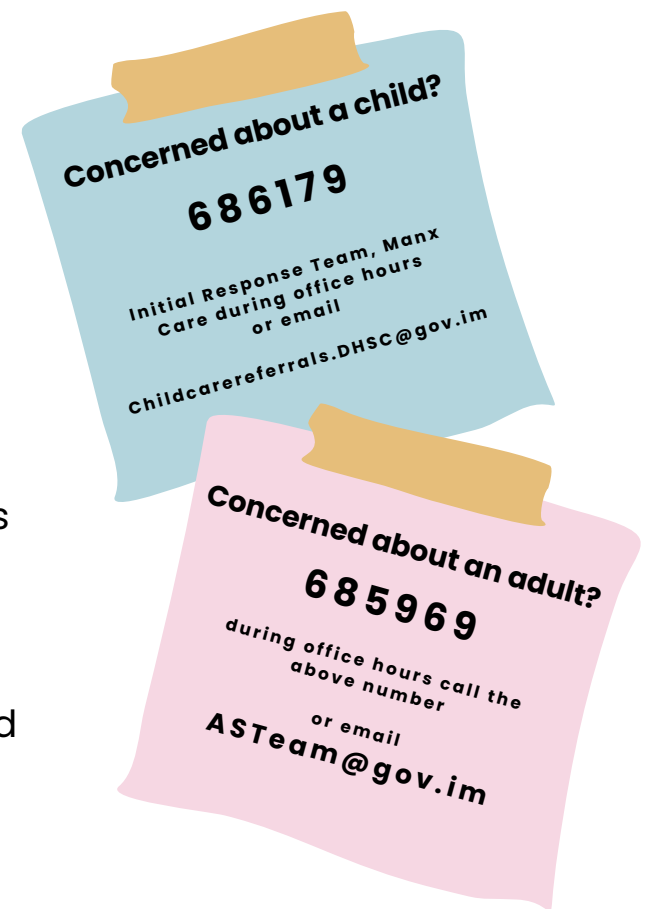 Concerned about a child?
686179
Initial Response Team, Manx
Care during office hours
or email
Childcarereferrals.DHSC@gov.im
s
Concerned about an adult?
685969
during office hours call the
above number
d
or email
ASTeam@gov.im